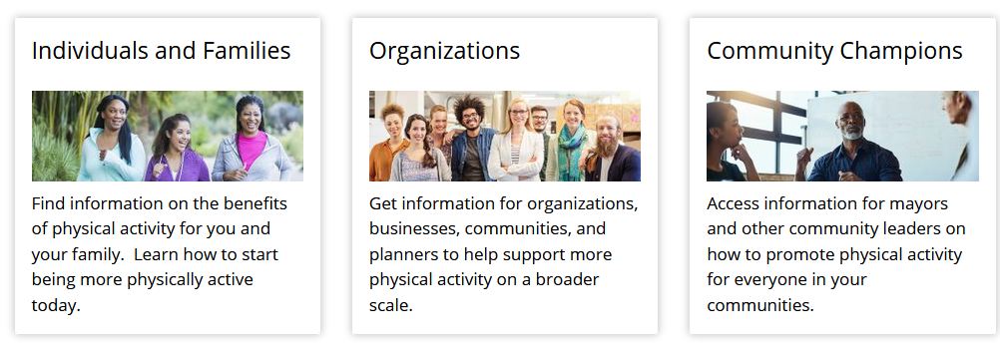 Individuals and Families
Find information on the benefits
of physical activity for you and
your family.  Learn how to start
being more physically active
today.
Organizations
Get information for organizations,
businesses, communities, and
planners to help support more
physical activity on a broader
scale.
Community Champions
Access information for mayors
and other community leaders on
how to promote physical activity
for everyone in your
communities.